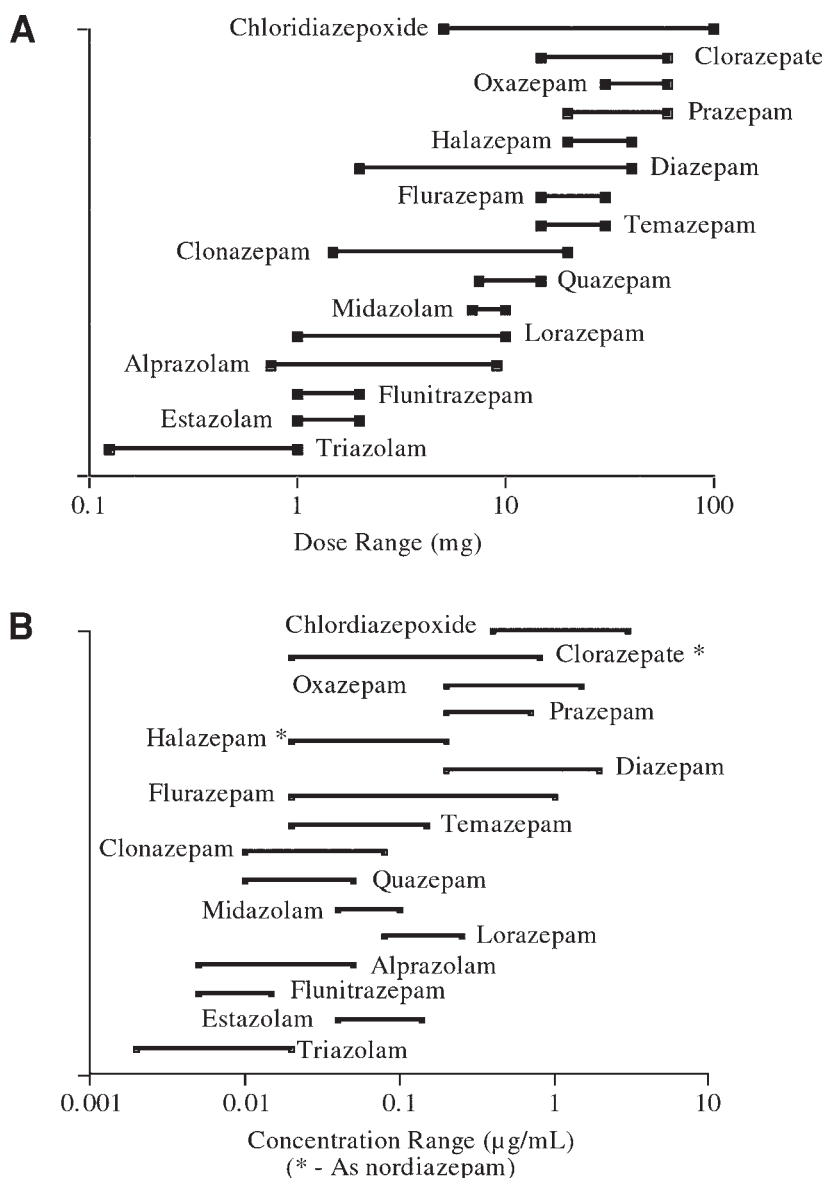 A
Chloridiazepoxide
Clorazepate
Oxazepam
Prazepam
Halazepam
Diazepam
Flurazepam
Temazepam
Clonazepam
Quazepam
Midazolam
Lorazepam
Alprazolam
Flunitrazepam
Estazolam
Triazolam
0.1 1 10 100
Dose Range (mg)
B
Chlordiazepoxide
Clorazepate *
Oxazepam
Prazepam
Halazepam *
Diazepam
Flurazepam
Temazepam
Clonazepam
Quazepam
Midazolam
Lorazepam
Alprazolam
Flunitrazepam
Estazolam
Triazolam
0.001 0.01 0.1 1 10
Concentration Range (µg/mL)
(* - As nordiazepam)